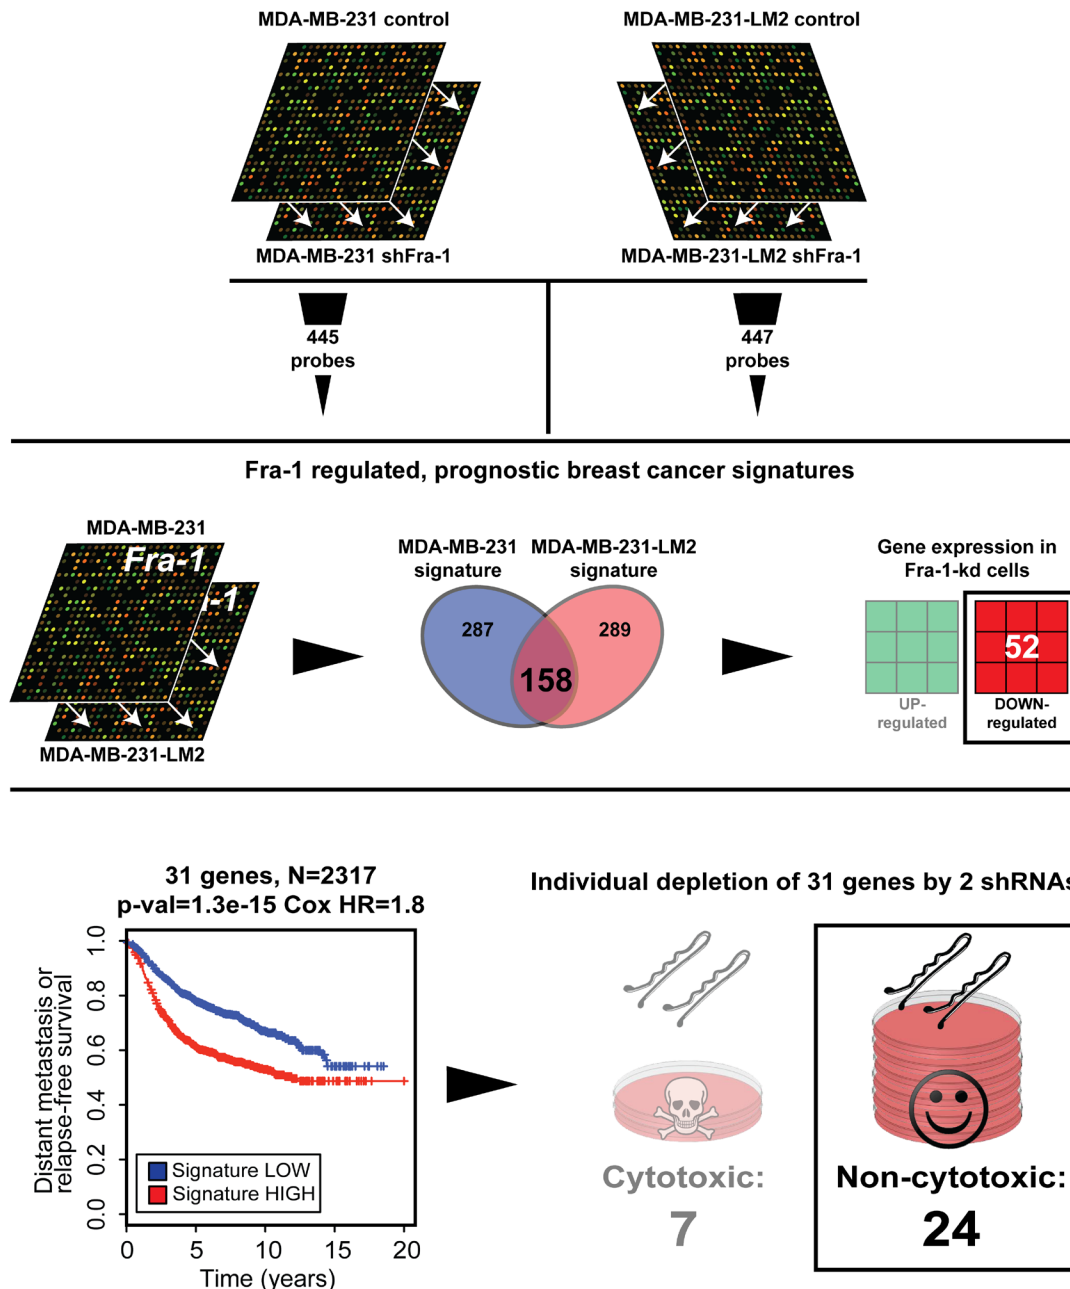 MDA-MB-231 control
MDA-MB-231-LM2 control
MDA-MB-231 shFra-1
MDA-MB-231-LM2 shFra-1
445
probes
447
probes
Fra-1 regulated, prognostic breast cancer signatures
MDA-MB-231
Fra-1
-1
MDA-MB-231-LM2
MDA-MB-231
signature
MDA-MB-231-LM2
signature
287
289
158
Gene expression in
Fra-1-kd cells
52
UP-
regulated
DOWN-
regulated
31 genes, N=2317
p-val=1.3e-15 Cox HR=1.8
Distant metastasis or
relapse-free survival
1.0
0.8
0.6
0.4
0.2
0.0
Signature LOW
Signature HIGH
0 5 10 15 20
Time (years)
Individual depletion of 31 genes by 2 shRNAs
Cytotoxic:
7
Non-cytotoxic:
24